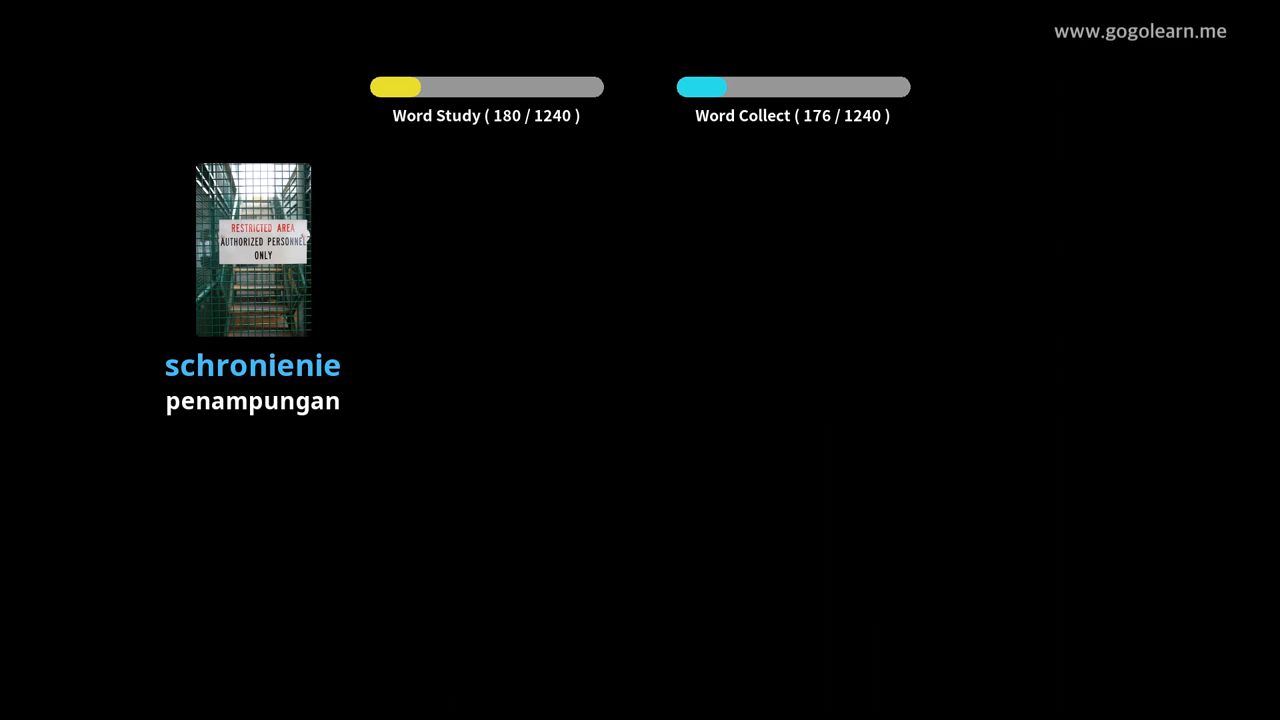 www.gogolearn.me
Word Study ( 180 / 1240 )
Word Collect ( 176 / 1240 )
RESTRICTED AREA
AUTHORIZED PERSONNEL
ONLY
schronienie
penampungan